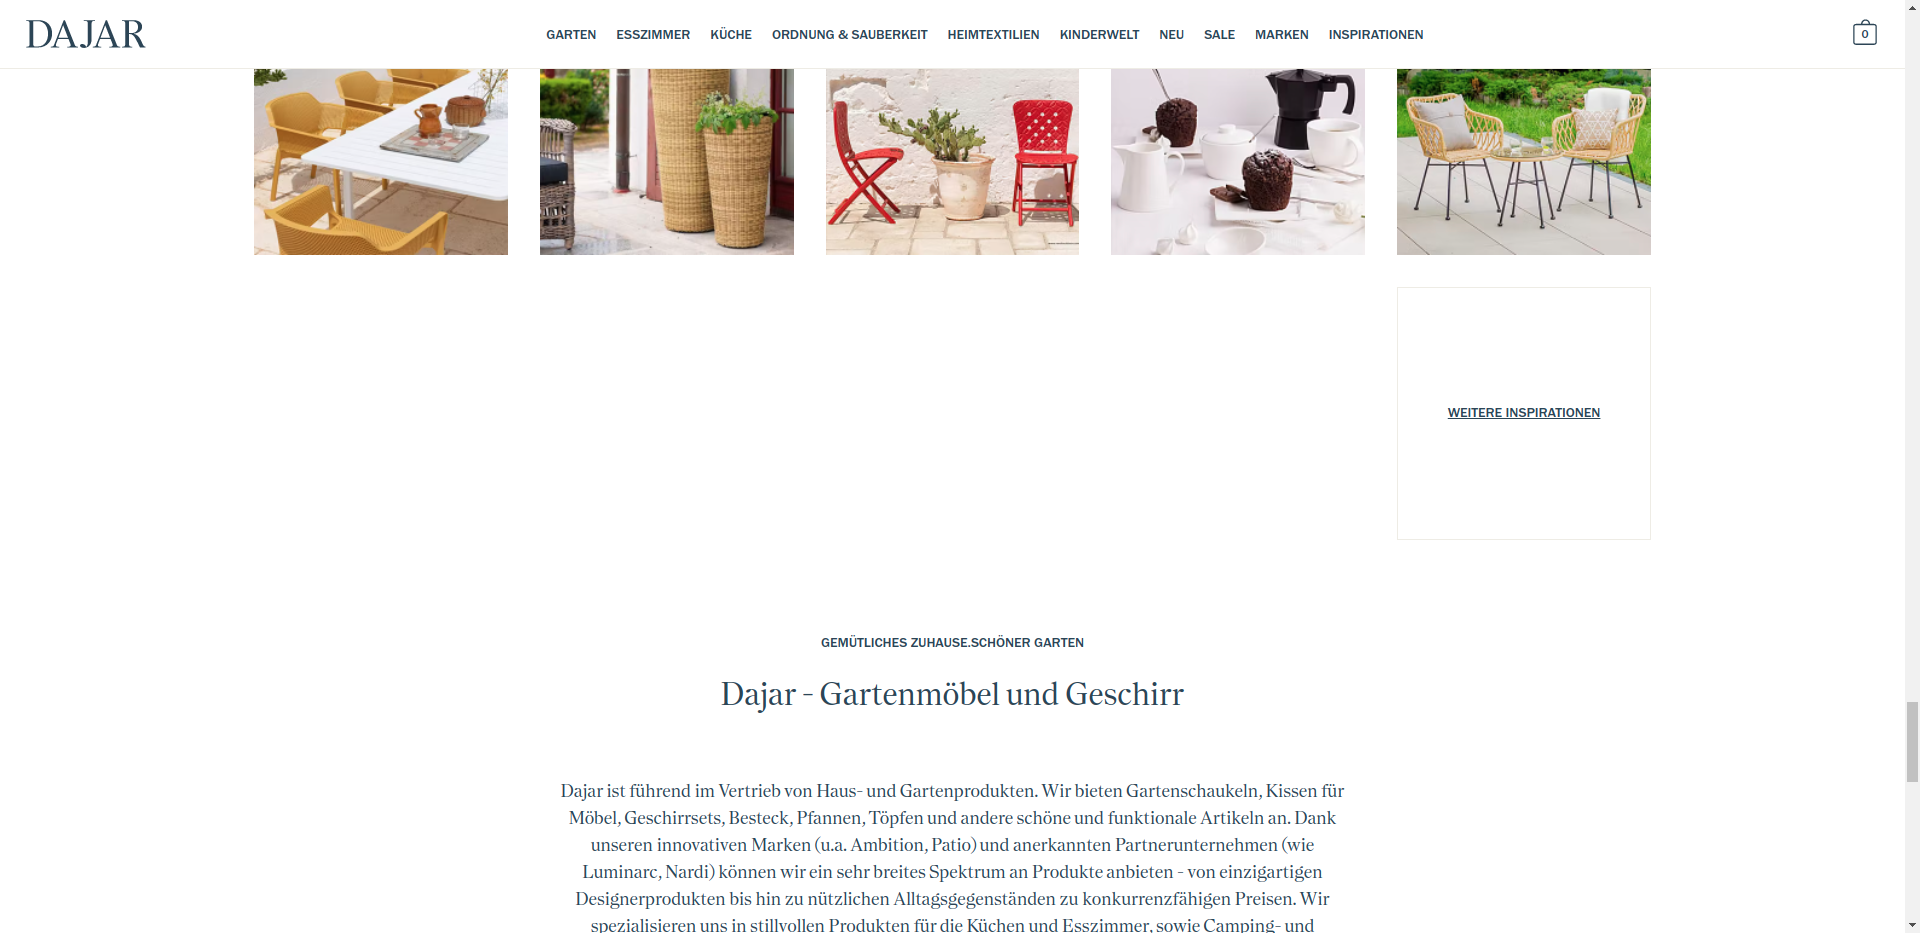 DAJAR
GARTEN ESSZIMMER KÜCHE ORDNUNG & SAUBERKEIT HEIMTEXTILIEN KINDERWELT NEU SALE MARKEN INSPIRATIONEN
0
WEITERE INSPIRATIONEN
GEMÜTLICHES ZUHAUSE.SCHÖNER GARTEN
Dajar - Gartenmöbel und Geschirr
Dajar ist führend im Vertrieb von Haus- und Gartenprodukten. Wir bieten Gartenschaukeln, Kissen für
Möbel, Geschirrsets, Besteck, Pfannen, Töpfen und andere schöne und funktionale Artikeln an. Dank
unseren innovativen Marken (u.a. Ambition, Patio) und anerkannten Partnerunternehmen (wie
Luminarc, Nardi) können wir ein sehr breites Spektrum an Produkte anbieten - von einzigartigen
Designerprodukten bis hin zu nützlichen Alltagsgegenständen zu konkurrenzfähigen Preisen. Wir
spezialisieren uns in stillvollen Produkten für die Küchen und Esszimmer, sowie Camping- und